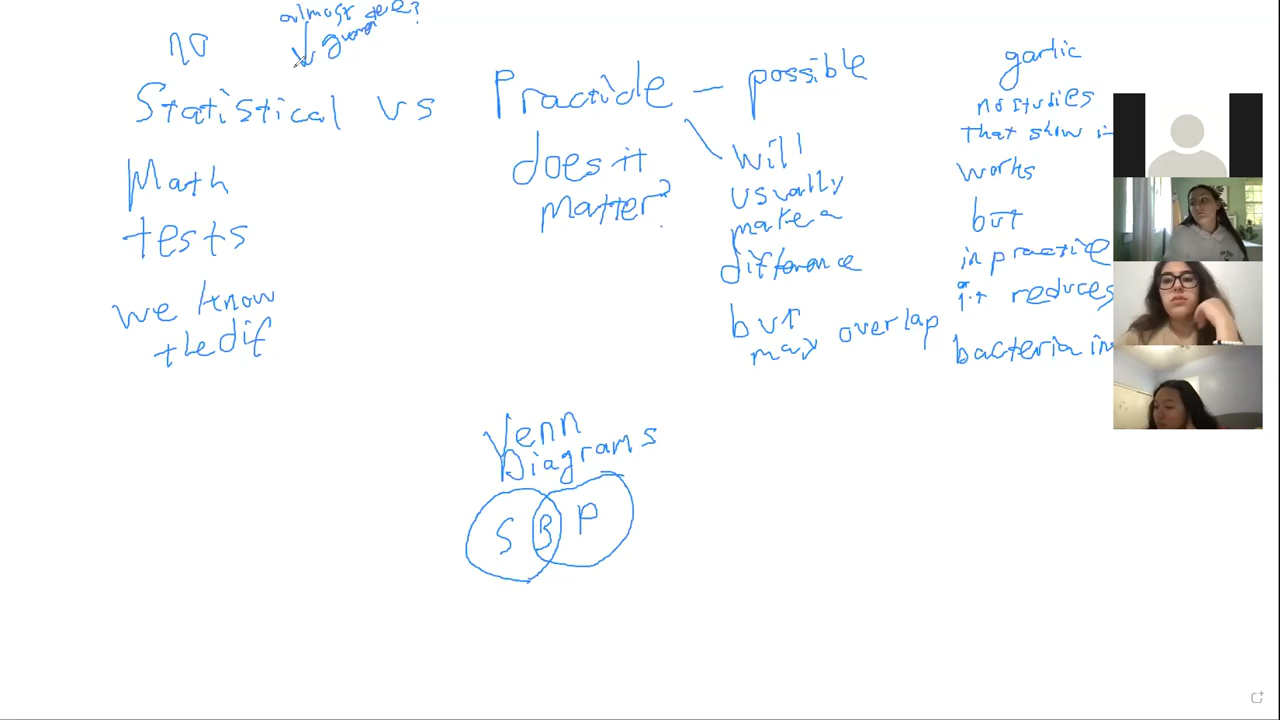 no
almost
Statistical vs
Math
tests
we know
the dif
Practicle – possible
does it
matter?
will
usually
make a
difference
but
may overlap
garlic
no studies
that show i
works
but
in practice
it reduces
bacteria in
Venn
Diagrams
S B P